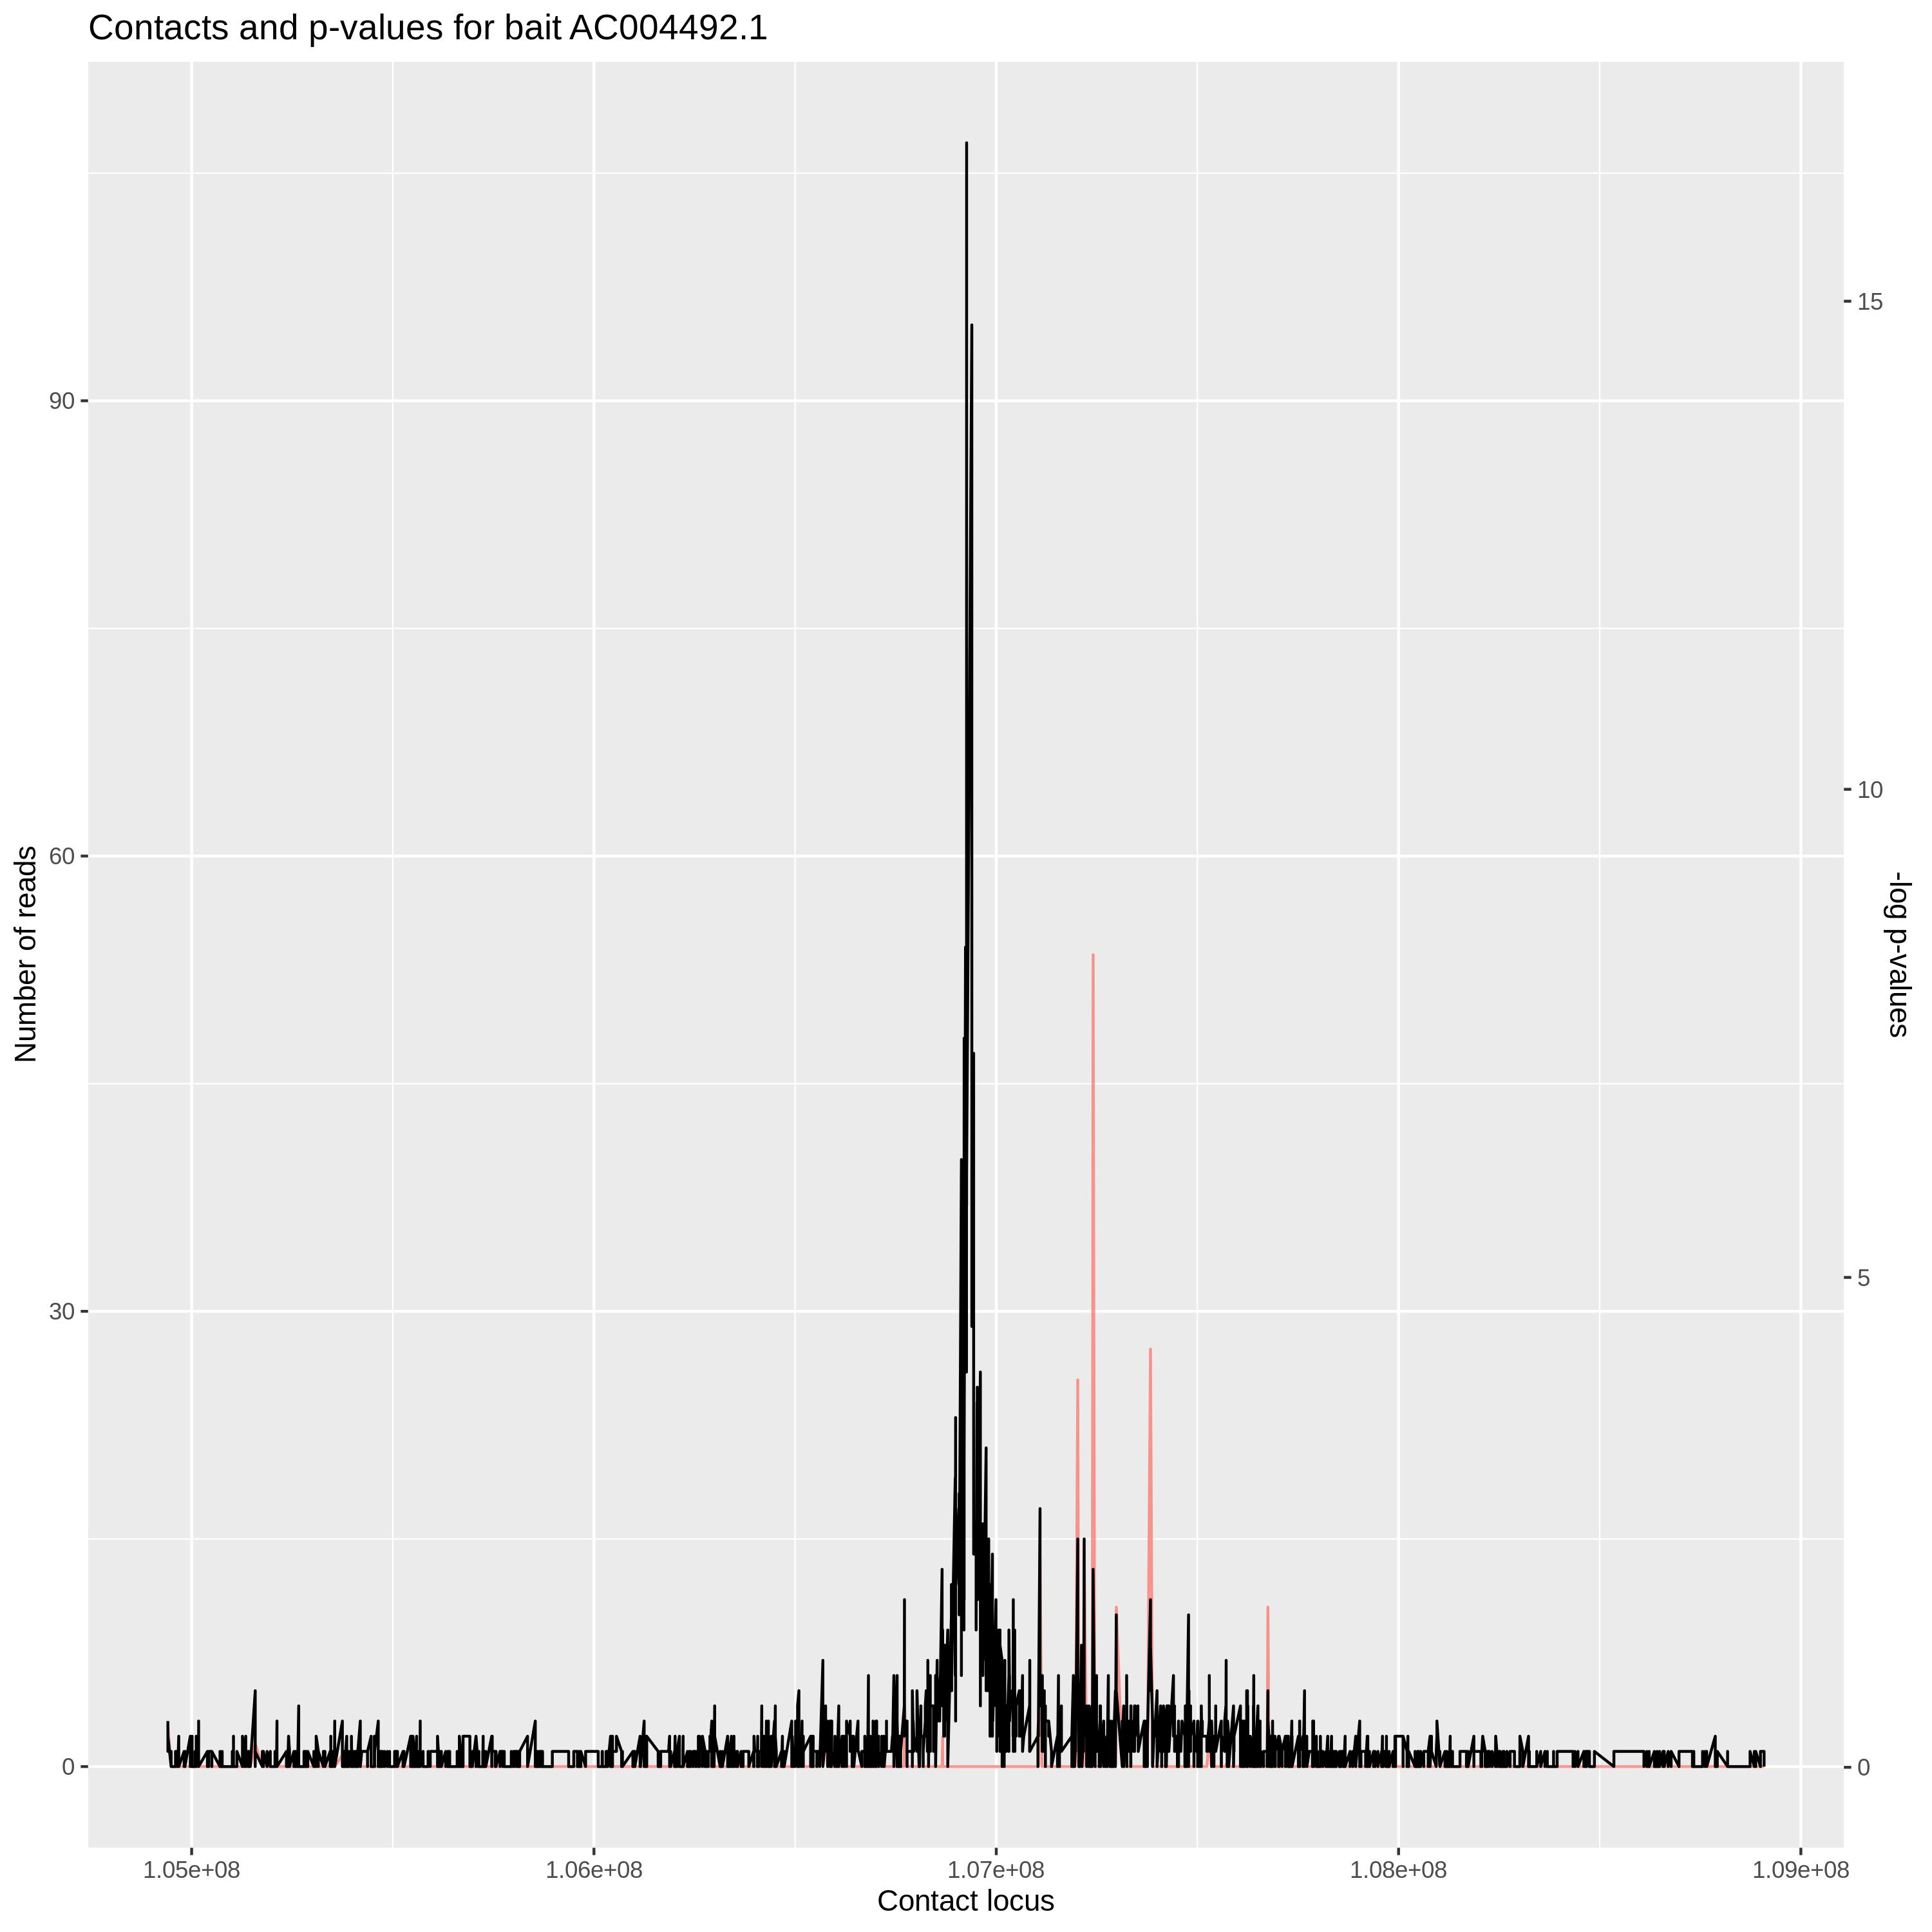 Contacts and p-values for bait AC004492.1
90
60
30
0
Number of reads
15
10
5
0
-log p-values
1.05e+08
1.06e+08
1.07e+08
1.08e+08
1.09e+08
Contact locus